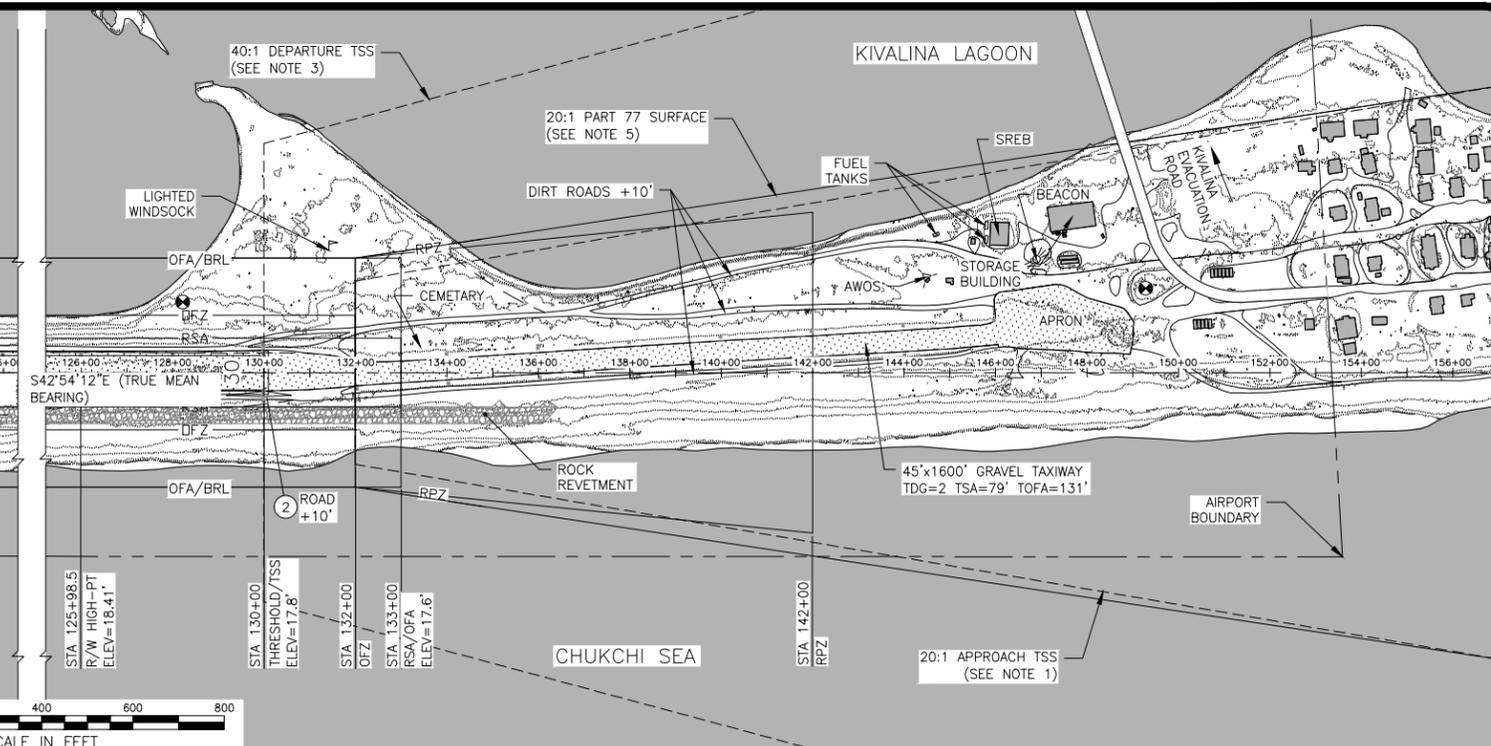 40:1 DEPARTURE TSS
(SEE NOTE 3)
KIVALINA LAGOON
20:1 PART 77 SURFACE
(SEE NOTE 5)
SREB
FUEL
TANKS
BEACON
KIVALINA
EVACUATION
ROAD
DIRT ROADS +10'
LIGHTED
WINDSOCK
RPZ
OFA/BRL
STORAGE
BUILDING
AWOS
CEMETARY
OFZ
RSA
APRON
126+00
128+00
130+00
132+00
134+00
136+00
138+00
140+00
142+00
144+00
146+00
148+00
150+00
152+00
154+00
156+00
30
S42°54'12"E (TRUE MEAN
BEARING)
OFZ
ROCK
REVETMENT
45'x1600' GRAVEL TAXIWAY
TDG=2 TSA=79' TOFA=131'
OFA/BRL
RPZ
2
ROAD
+10'
AIRPORT
BOUNDARY
STA 125+98.5
R/W HIGH-PT
ELEV=18.41'
STA 130+00
THRESHOLD/TSS
ELEV=17.8'
STA 132+00
OFZ
STA 133+00
RSA/OFA
ELEV=17.6'
STA 142+00
RPZ
CHUKCHI SEA
20:1 APPROACH TSS
(SEE NOTE 1)
400
600
800
SCALE IN FEET